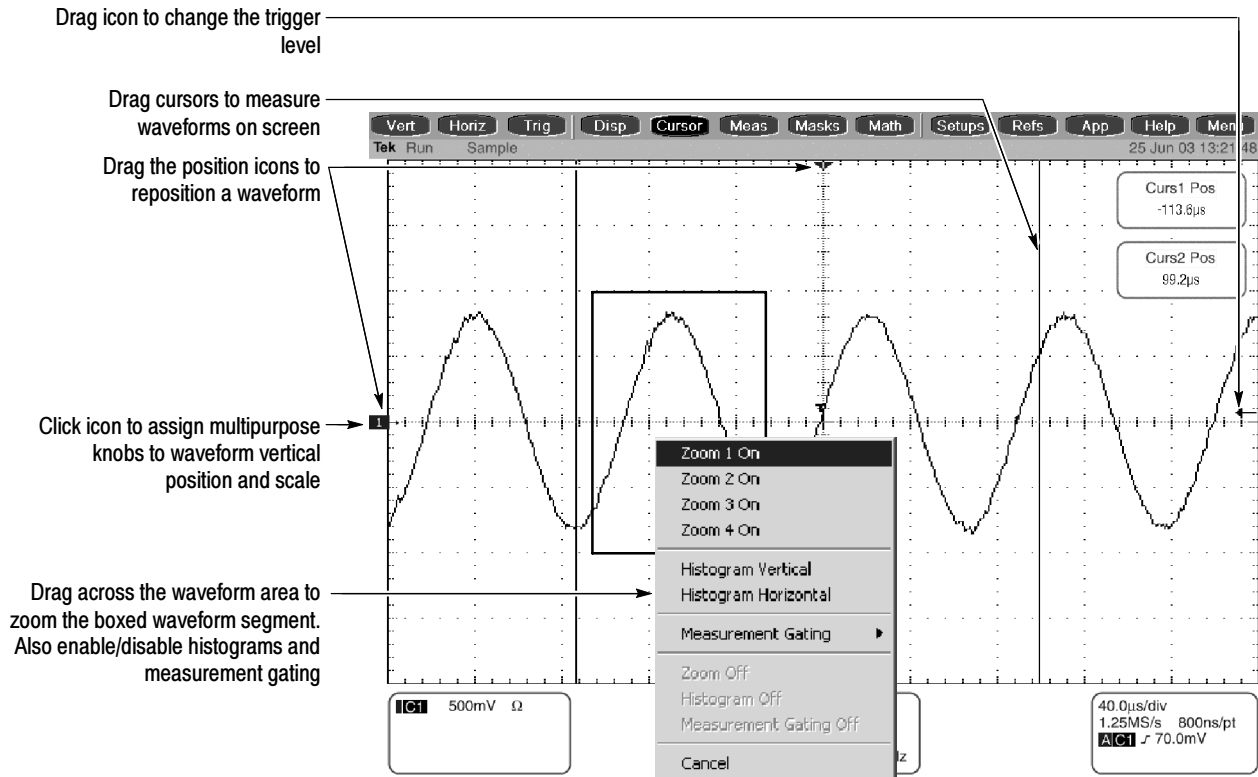 Drag icon to change the trigger
level
Drag cursors to measure
waveforms on screen
Drag the position icons to
reposition a waveform
Click icon to assign multipurpose
knobs to waveform vertical
position and scale
Drag across the waveform area to
zoom the boxed waveform segment.
Also enable/disable histograms and
measurement gating
Vert Horiz Trig Disp Cursor Meas Masks Math Setups Refs App Help Menu
Tek Run Sample 25 Jun 03 13:21:48
Curs1 Pos
-113.6µs
Curs2 Pos
99.2µs
1
Zoom 1 On
Zoom 2 On
Zoom 3 On
Zoom 4 On
Histogram Vertical
Histogram Horizontal
Measurement Gating
Zoom Off
Histogram Off
Measurement Gating Off
Cancel
C1 500mV Ω
lz
40.0µs/div
1.25MS/s 800ns/pt
A C1 70.0mV